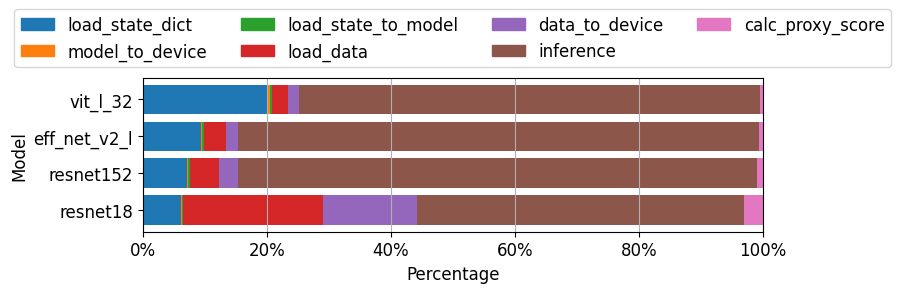 load_state_dict load_state_to_model data_to_device calc_proxy_score
model_to_device load_data inference
Model
vit_l_32
eff_net_v2_l
resnet152
resnet18
0% 20% 40% 60% 80% 100%
Percentage